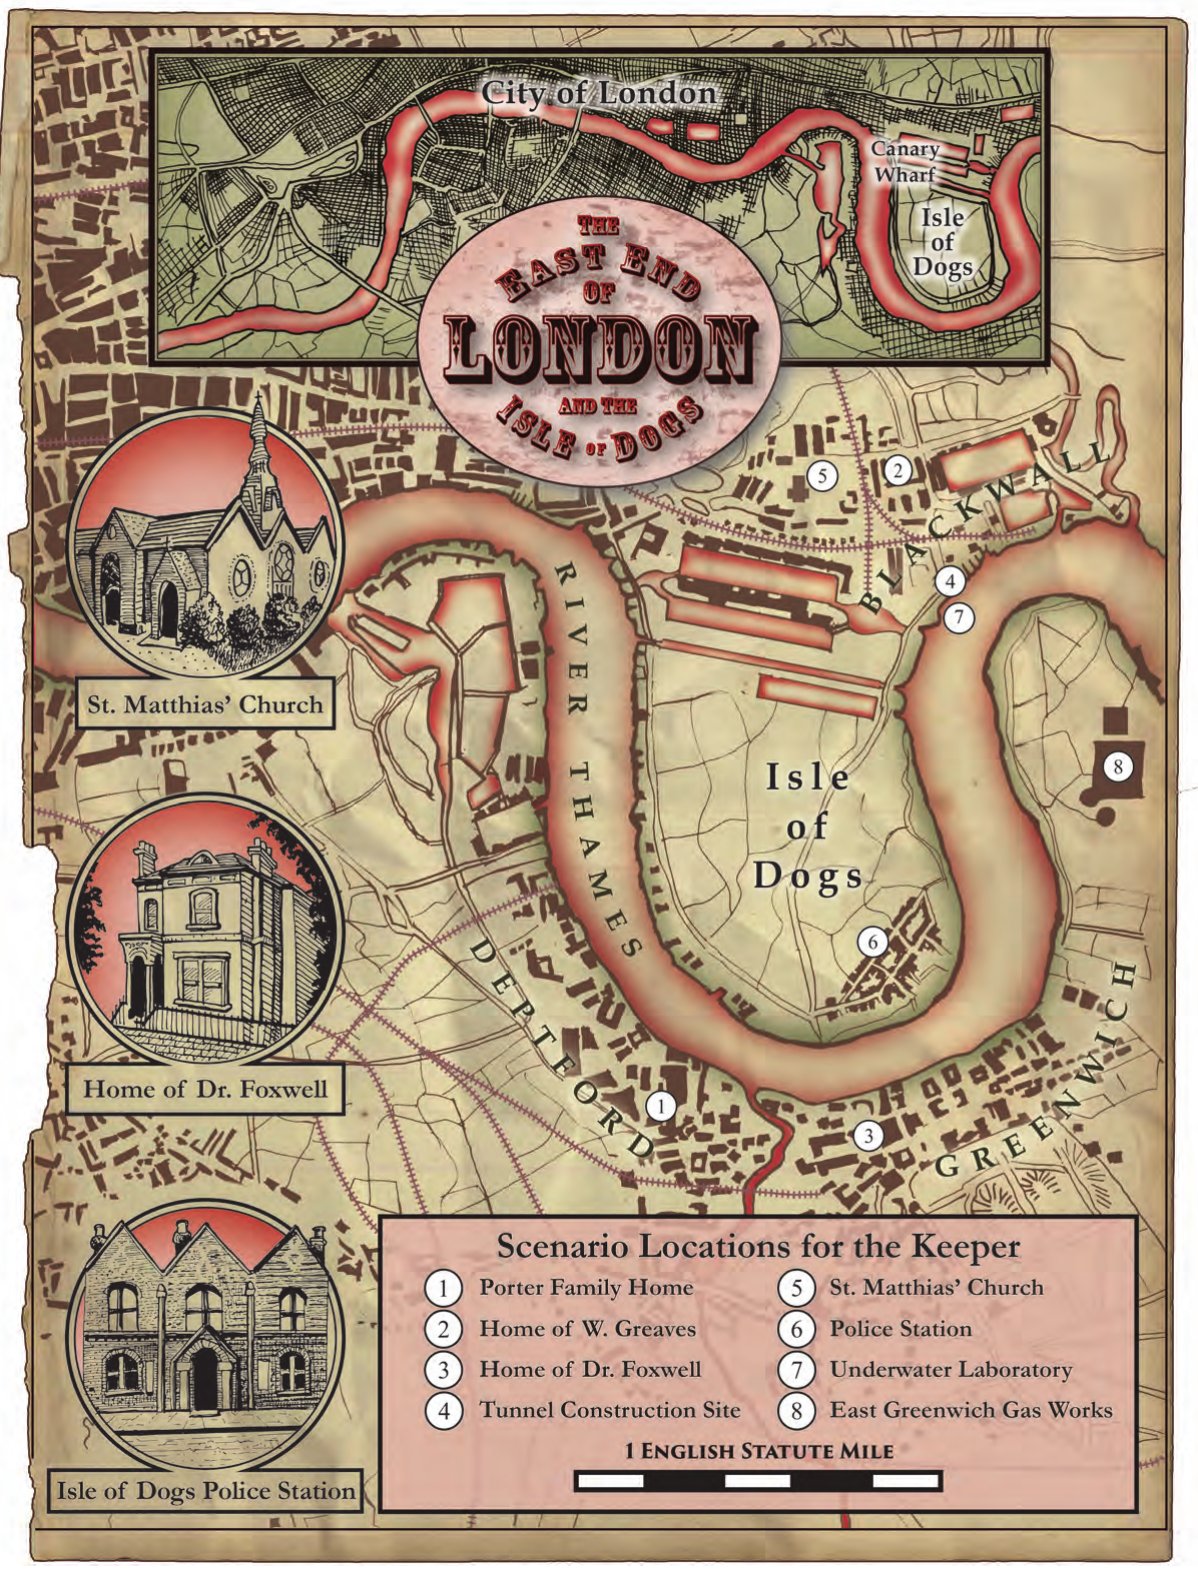 City of London
Canary
Wharf
Isle
of
Dogs
THE
EAST END
OF
LONDON
AND THE
ISLE OF DOGS
5
2
BLACKWALL
4
7
RIVER THAMES
St. Matthias' Church
8
Isle
of
Dogs
6
DEPTFORD
Home of Dr. Foxwell
1
3
GREENWICH
Isle of Dogs Police Station
Scenario Locations for the Keeper
1 Porter Family Home
2 Home of W. Greaves
3 Home of Dr. Foxwell
4 Tunnel Construction Site
5 St. Matthias' Church
6 Police Station
7 Underwater Laboratory
8 East Greenwich Gas Works
1 ENGLISH STATUTE MILE